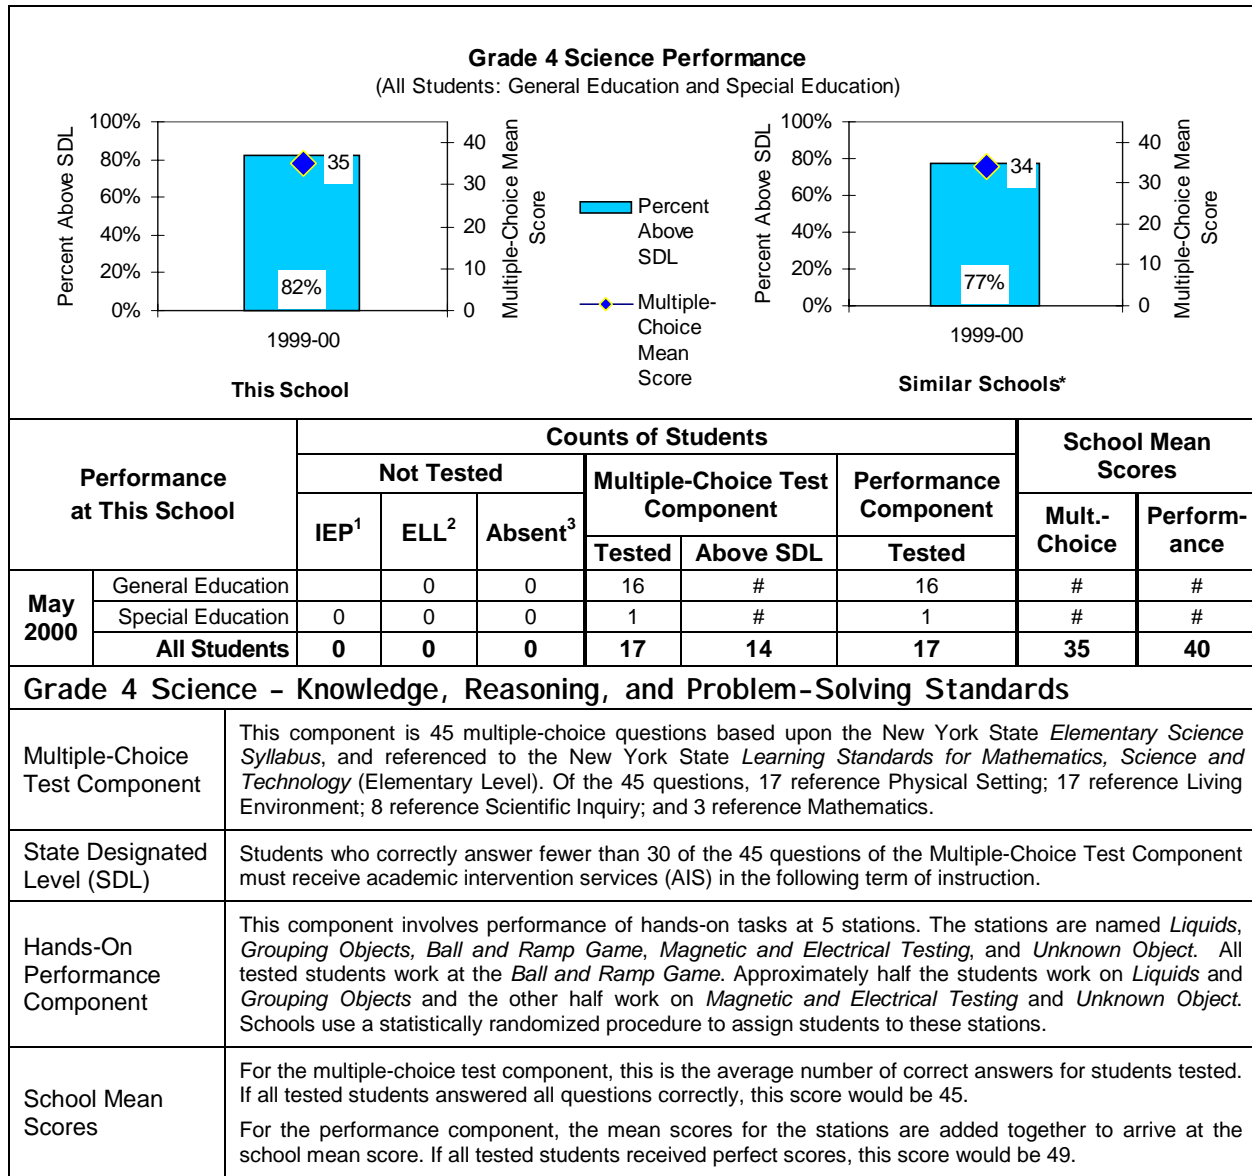 Grade 4 Science Performance
(All Students: General Education and Special Education)
Percent Above SDL
100%
80%
60%
40%
20%
0%
35
82%
40
30
20
10
0
Multiple-Choice Mean
Score
1999-00
This School
Percent
Above
SDL
Multiple-
Choice
Mean
Score
Percent Above SDL
100%
80%
60%
40%
20%
0%
34
77%
40
30
20
10
0
Multiple-Choice Mean
Score
1999-00
Similar Schools*
Performance
at This School
Counts of Students
School Mean
Scores
Not Tested
Multiple-Choice Test
Component
Performance
Component
IEP1 ELL2 Absent3
Tested Above SDL Tested
Mult.-
Choice
Perform-
ance
May
2000
General Education 0 0 16 # 16 # #
Special Education 0 0 0 1 # 1 # #
All Students 0 0 0 17 14 17 35 40
Grade 4 Science – Knowledge, Reasoning, and Problem-Solving Standards
Multiple-Choice
Test Component
This component is 45 multiple-choice questions based upon the New York State Elementary Science
Syllabus, and referenced to the New York State Learning Standards for Mathematics, Science and
Technology (Elementary Level). Of the 45 questions, 17 reference Physical Setting; 17 reference Living
Environment; 8 reference Scientific Inquiry; and 3 reference Mathematics.
State Designated
Level (SDL)
Students who correctly answer fewer than 30 of the 45 questions of the Multiple-Choice Test Component
must receive academic intervention services (AIS) in the following term of instruction.
Hands-On
Performance
Component
This component involves performance of hands-on tasks at 5 stations. The stations are named Liquids,
Grouping Objects, Ball and Ramp Game, Magnetic and Electrical Testing, and Unknown Object. All
tested students work at the Ball and Ramp Game. Approximately half the students work on Liquids and
Grouping Objects and the other half work on Magnetic and Electrical Testing and Unknown Object.
Schools use a statistically randomized procedure to assign students to these stations.
School Mean
Scores
For the multiple-choice test component, this is the average number of correct answers for students tested.
If all tested students answered all questions correctly, this score would be 45.
For the performance component, the mean scores for the stations are added together to arrive at the
school mean score. If all tested students received perfect scores, this score would be 49.